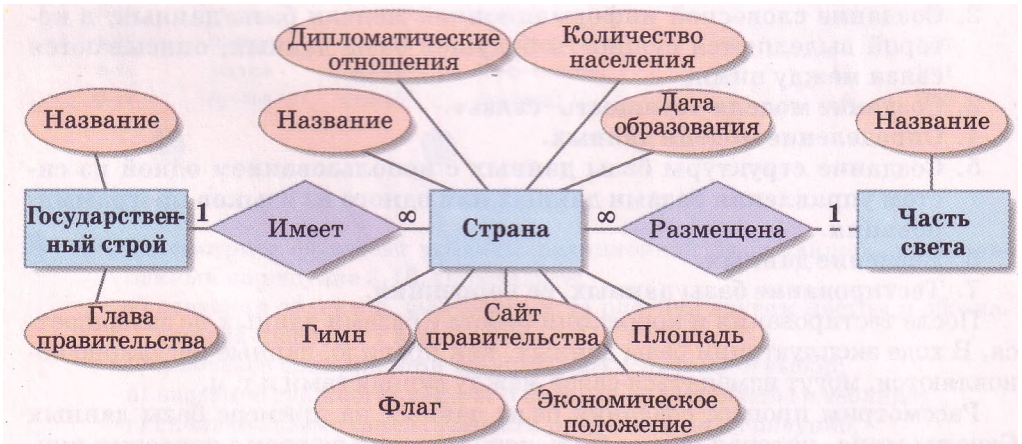 Дипломатические
отношения
Количество
населения
Название
Название
Дата
образования
Название
Государствен-
ный строй
1
Имеет
∞
Страна
∞
Размещена
1
Часть
света
Глава
правительства
Гимн
Сайт
правительства
Площадь
Флаг
Экономическое
положение